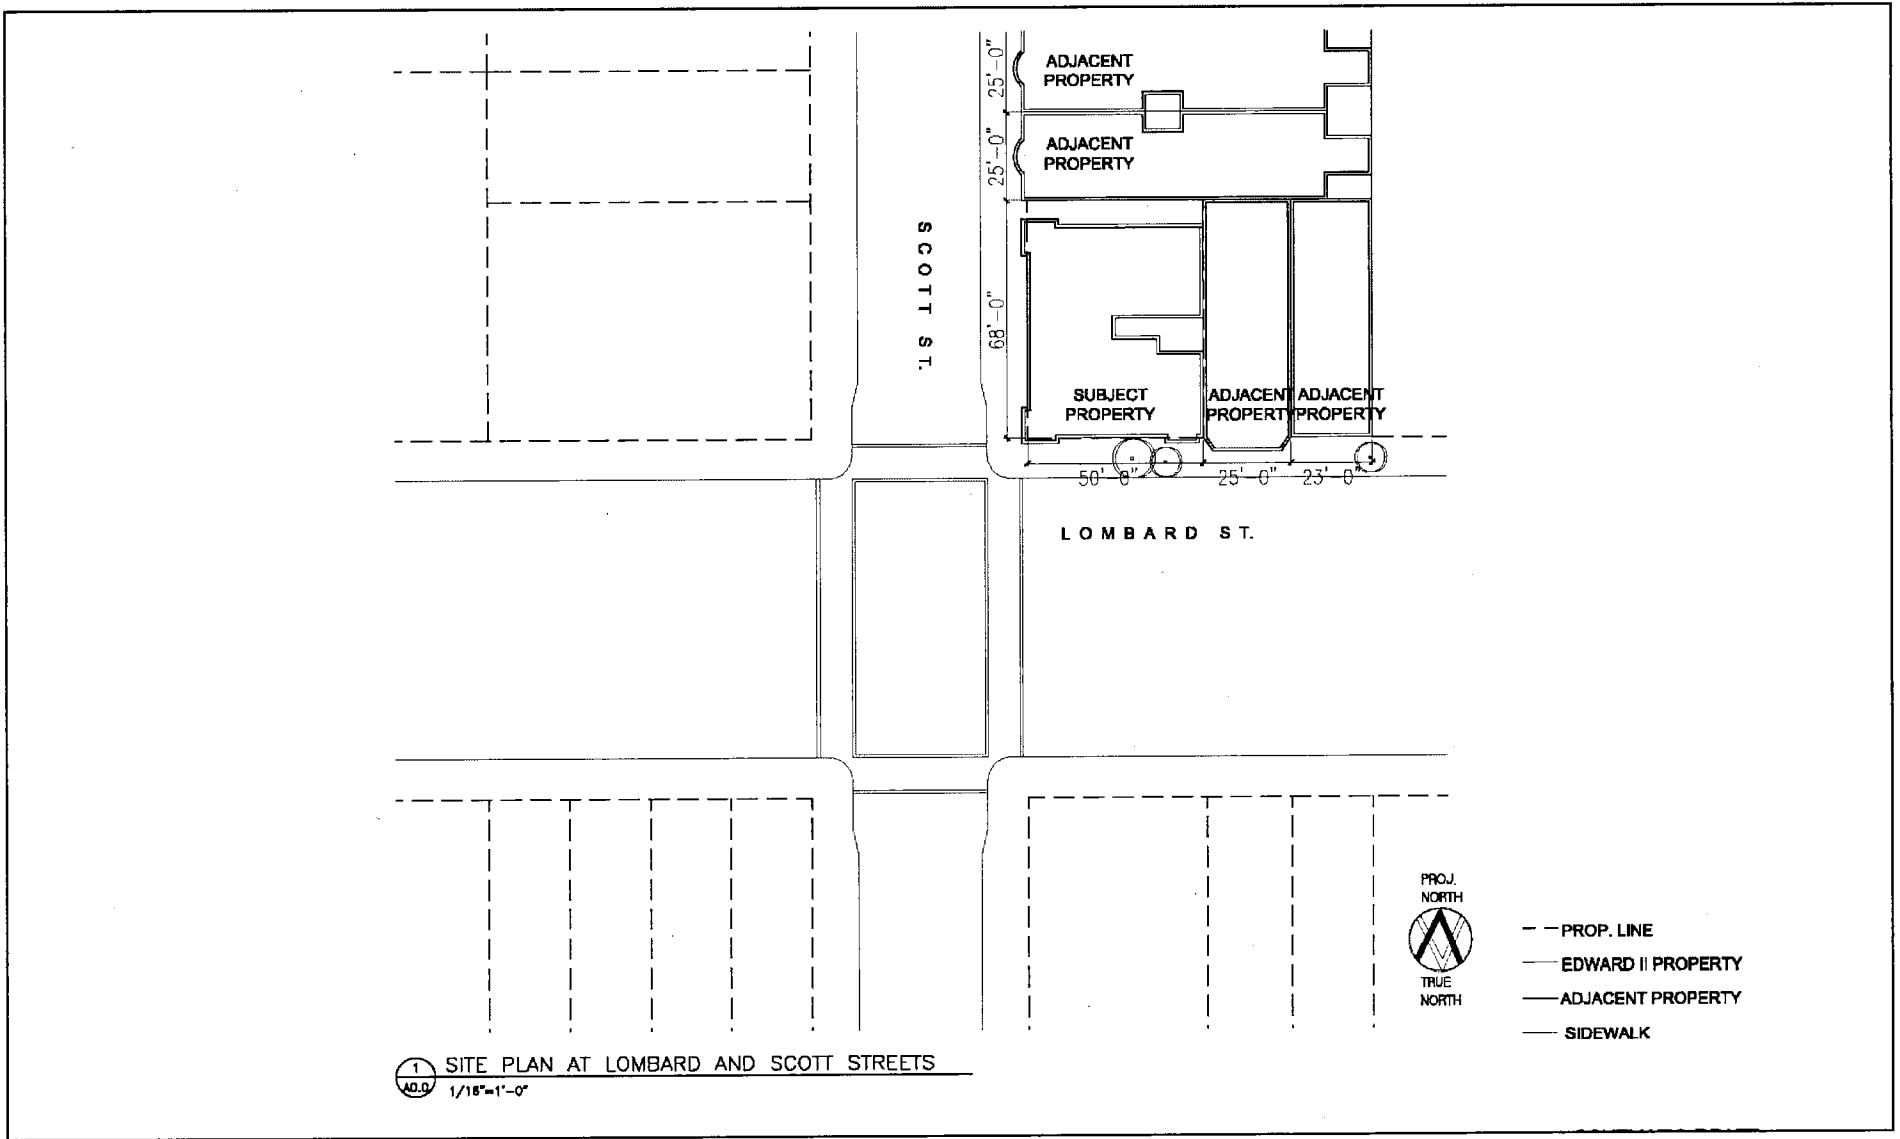 25'-0"
ADJACENT
PROPERTY
25'-0"
ADJACENT
PROPERTY
SCOTT ST.
68'-0"
SUBJECT
PROPERTY
ADJACENT
PROPERTY
ADJACENT
PROPERTY
50'-0"
25'-0"
23'-0"
LOMBARD ST.
PROJ.
NORTH
TRUE
NORTH
PROP. LINE
EDWARD II PROPERTY
ADJACENT PROPERTY
SIDEWALK
1
A0.0
SITE PLAN AT LOMBARD AND SCOTT STREETS
1/16"=1'-0"